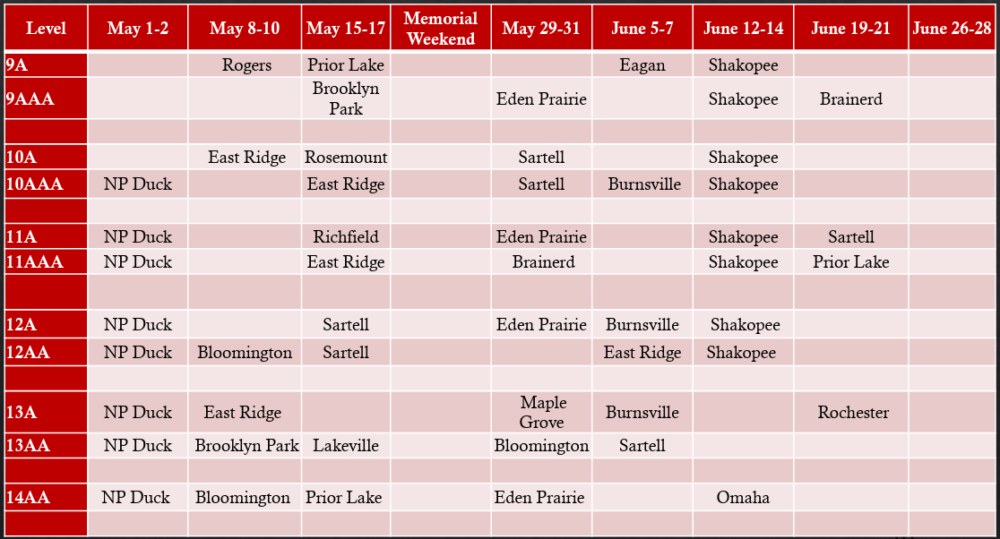 Level May 1-2 May 8-10 May 15-17 Memorial Weekend May 29-31 June 5-7 June 12-14 June 19-21 June 26-28
9A Rogers Prior Lake Eagan Shakopee
9AAA Brooklyn Park Eden Prairie Shakopee Brainerd
10A East Ridge Rosemount Sartell Shakopee
10AAA NP Duck East Ridge Sartell Burnsville Shakopee
11A NP Duck Richfield Eden Prairie Shakopee Sartell
11AAA NP Duck East Ridge Brainerd Shakopee Prior Lake
12A NP Duck Sartell Eden Prairie Burnsville Shakopee
12AA NP Duck Bloomington Sartell East Ridge Shakopee
13A NP Duck East Ridge Maple Grove Burnsville Rochester
13AA NP Duck Brooklyn Park Lakeville Bloomington Sartell
14AA NP Duck Bloomington Prior Lake Eden Prairie Omaha